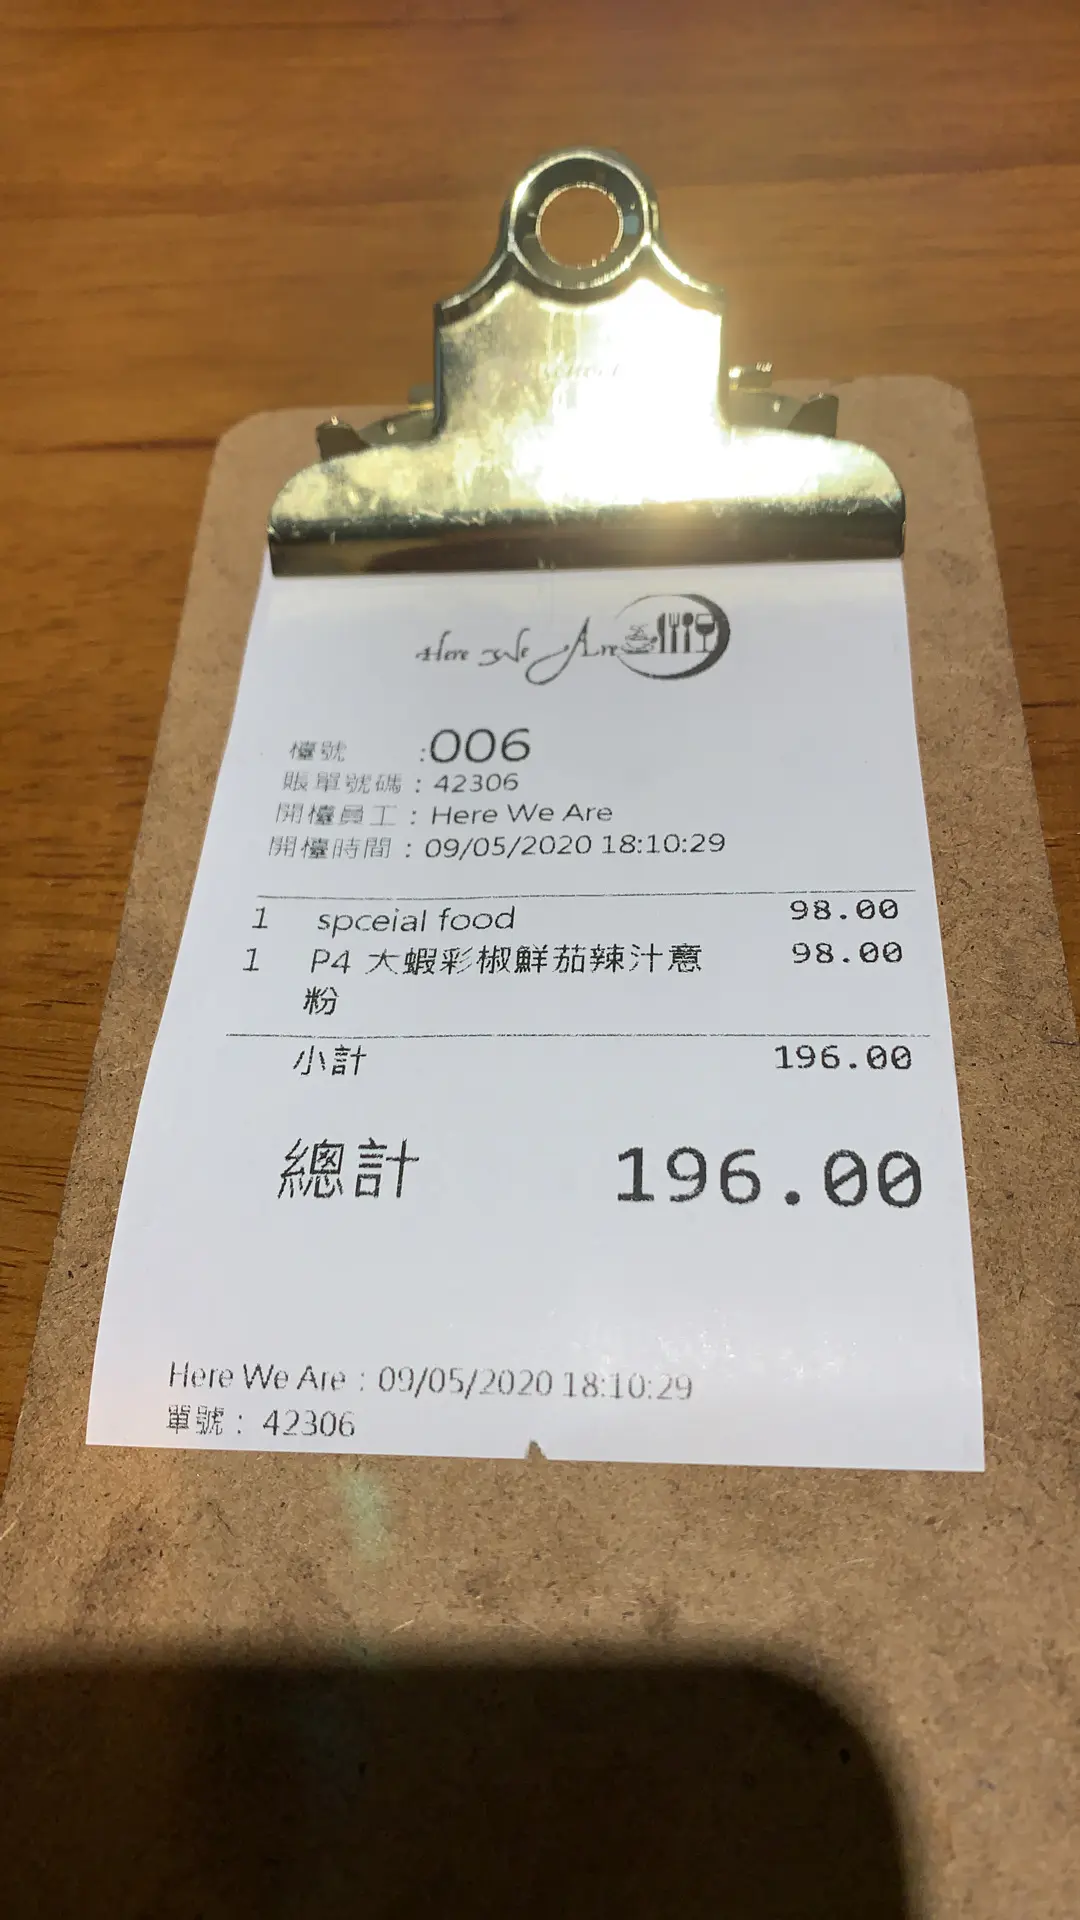 Here We Are
檯號 :006
賬單號碼 : 42306
開檯員工 : Here We Are
開檯時間 : 09/05/2020 18:10:29
1 spceial food 98.00
1 P4 大蝦彩椒鮮茄辣汁意 98.00
粉
小計 196.00
總計 196.00
Here We Are : 09/05/2020 18:10:29
單號 : 42306